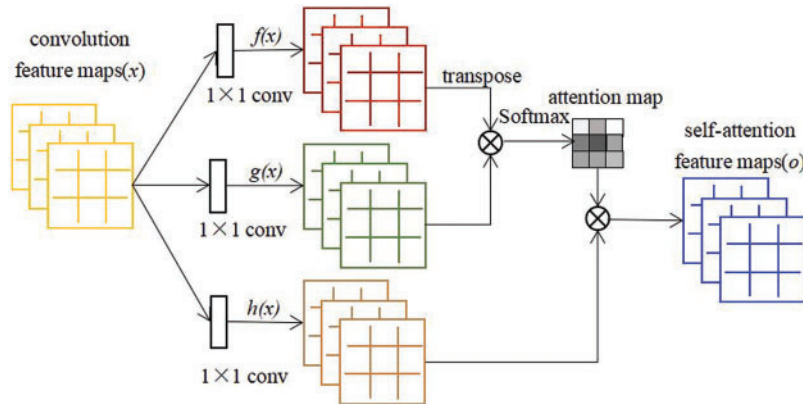 convolution
feature maps(x)
f(x)
1×1 conv
transpose
Softmax
attention map
self-attention
feature maps(o)
g(x)
1×1 conv
h(x)
1×1 conv